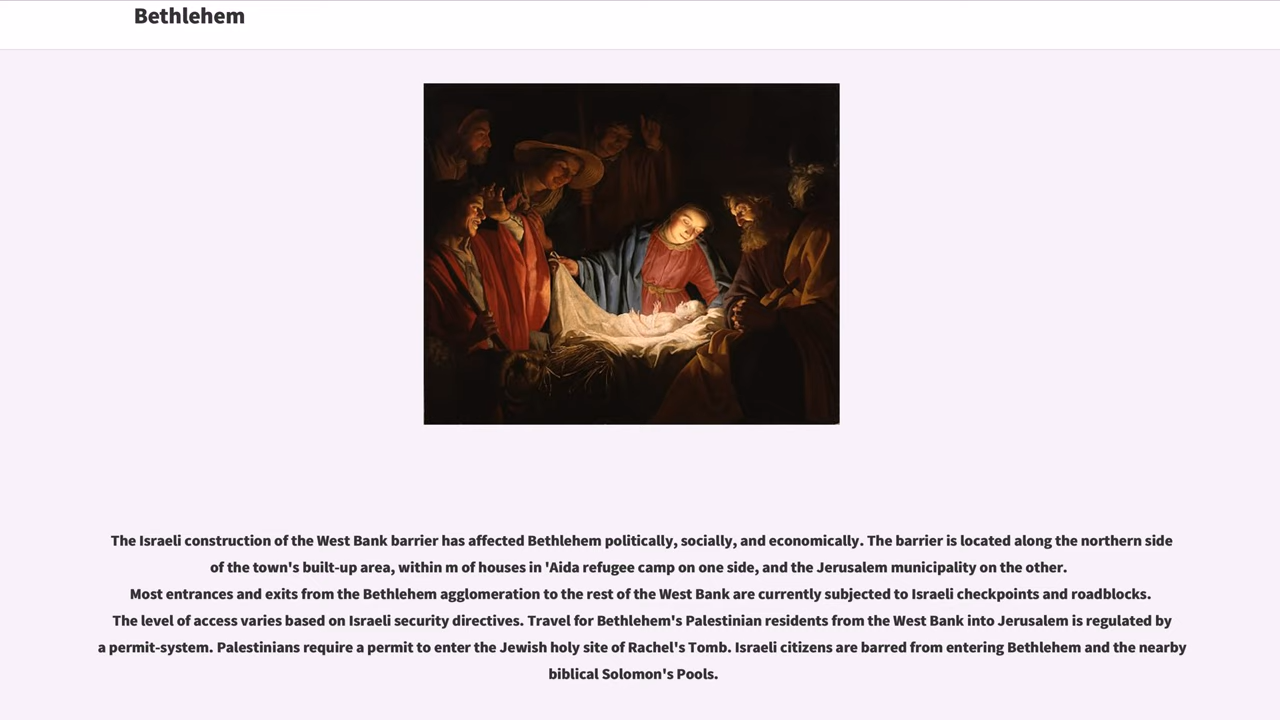 Bethlehem
The Israeli construction of the West Bank barrier has affected Bethlehem politically, socially, and economically. The barrier is located along the northern side
of the town's built-up area, within m of houses in 'Aida refugee camp on one side, and the Jerusalem municipality on the other.
Most entrances and exits from the Bethlehem agglomeration to the rest of the West Bank are currently subjected to Israeli checkpoints and roadblocks.
The level of access varies based on Israeli security directives. Travel for Bethlehem's Palestinian residents from the West Bank into Jerusalem is regulated by
a permit-system. Palestinians require a permit to enter the Jewish holy site of Rachel's Tomb. Israeli citizens are barred from entering Bethlehem and the nearby
biblical Solomon's Pools.